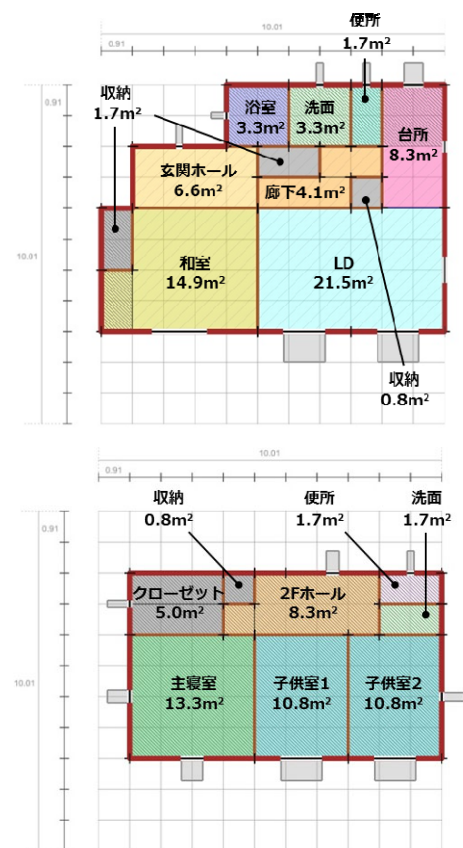 便所
1.7m²
10.01
0.91
収納
1.7m²
0.91
浴室
3.3m²
洗面
3.3m²
台所
8.3m²
玄関ホール
6.6m²
廊下4.1m²
和室
14.9m²
LD
21.5m²
10.01
収納
0.8m²
10.01
0.91
収納
0.8m²
便所
1.7m²
洗面
1.7m²
0.91
クローゼット
5.0m²
2Fホール
8.3m²
10.01
主寝室
13.3m²
子供室1
10.8m²
子供室2
10.8m²